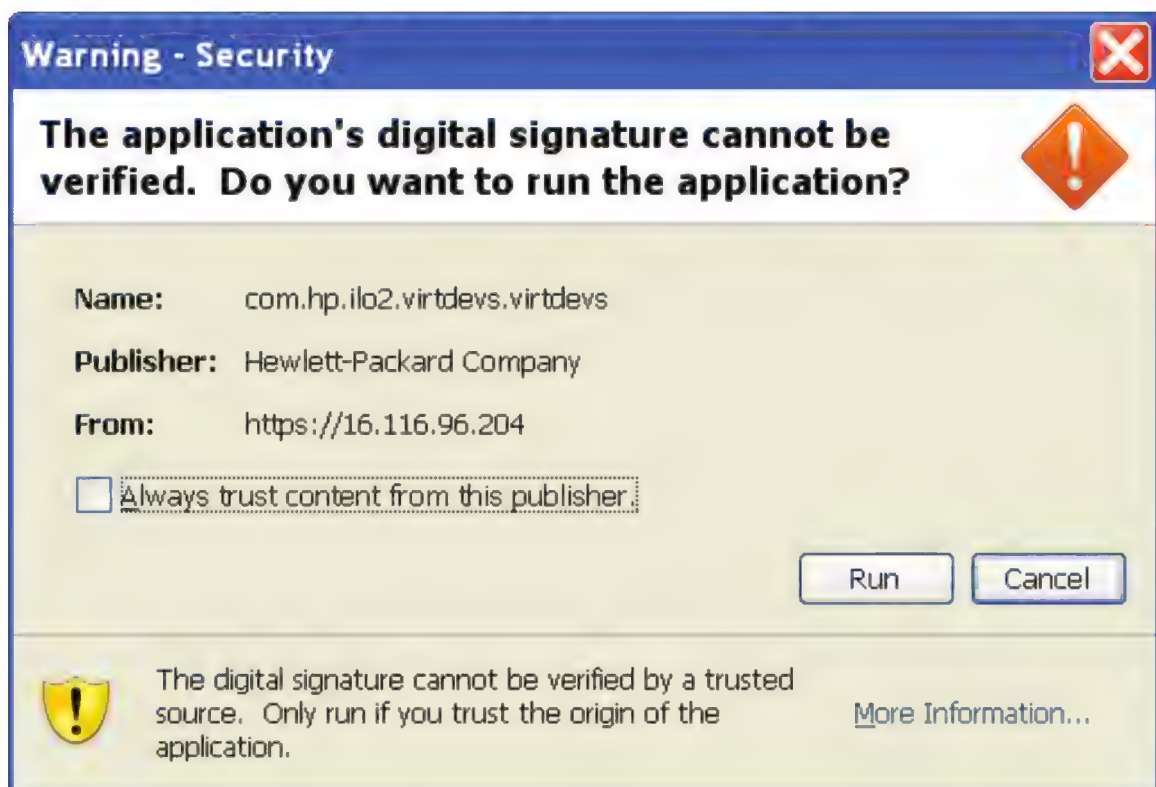 Warning - Security
The application's digital signature cannot be
verified. Do you want to run the application?
Name: com.hp.ilo2.virtdevs.virtdevs
Publisher: Hewlett-Packard Company
From: https://16.116.96.204
Always trust content from this publisher.
Run Cancel
The digital signature cannot be verified by a trusted
source. Only run if you trust the origin of the
application.
More Information...